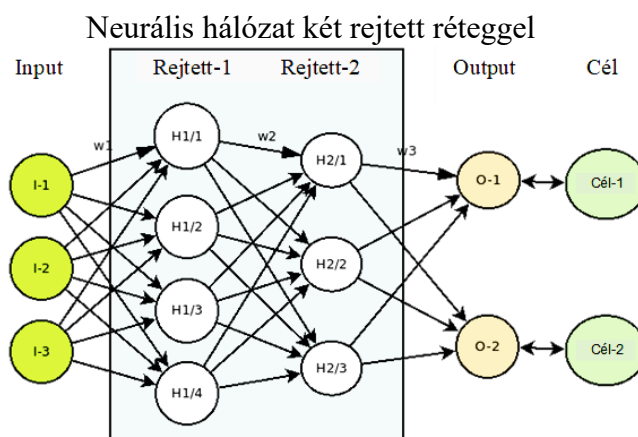 Neurális hálózat két rejtett réteggel
Input Rejtett-1 Rejtett-2 Output Cél
w1 w2 w3
I-1 H1/1 H2/1 O-1 Cél-1
H1/2
I-2 H2/2
H1/3
I-3 H2/3 O-2 Cél-2
H1/4